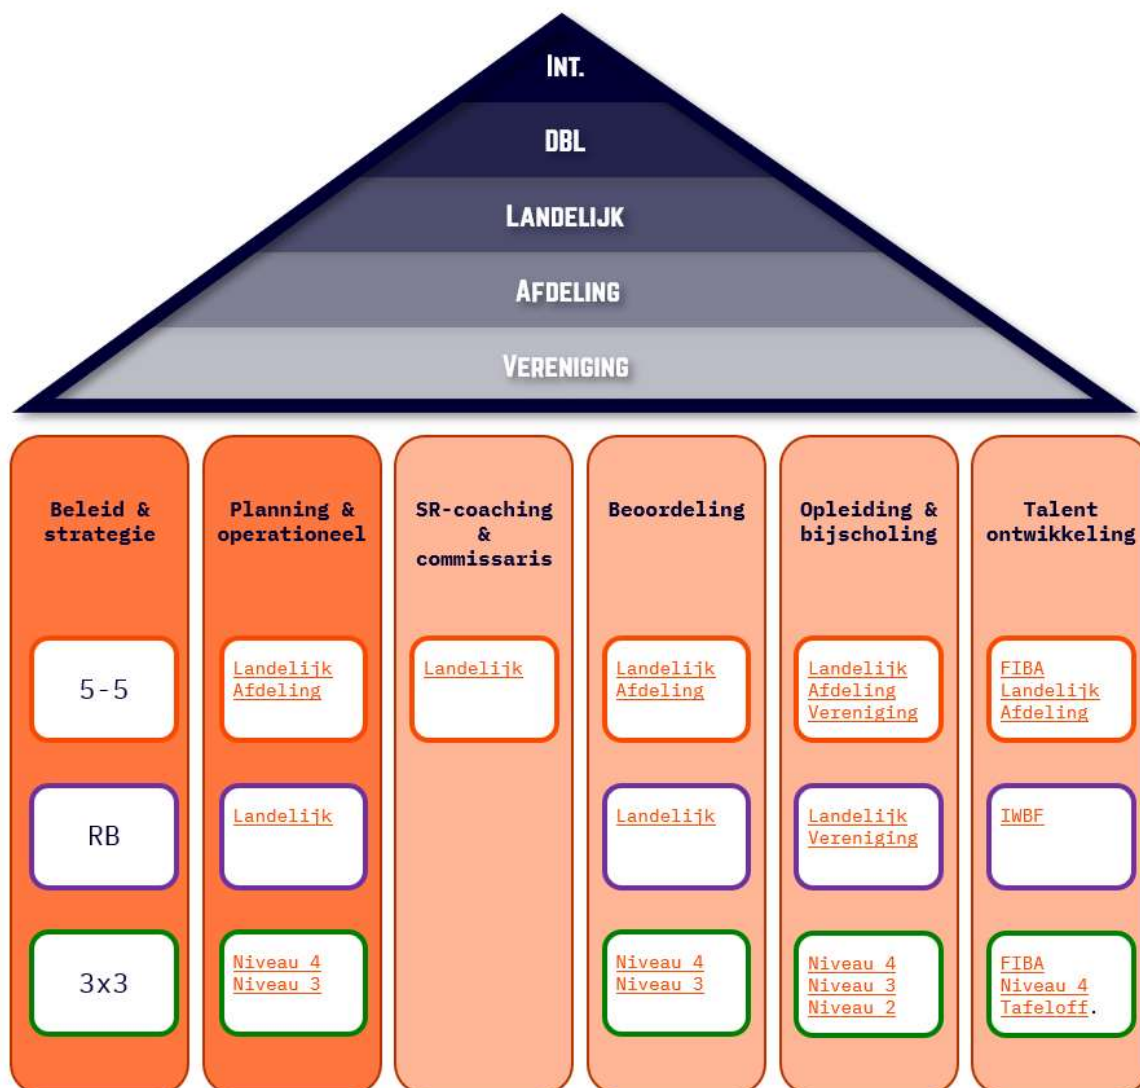 INT.
DBL
LANDELIJK
AFDELING
VERENIGING
Beleid &
strategie
Planning &
operationeel
SR-coaching
&
commissaris
Beoordeling
Opleiding &
bijscholing
Talent
ontwikkeling
5-5
Landelijk
Afdeling
Landelijk
Landelijk
Afdeling
Landelijk
Afdeling
Vereniging
FIBA
Landelijk
Afdeling
RB
Landelijk
Landelijk
Landelijk
Vereniging
IWBF
3x3
Niveau 4
Niveau 3
Niveau 4
Niveau 3
Niveau 4
Niveau 3
Niveau 2
FIBA
Niveau 4
Tafeloff.